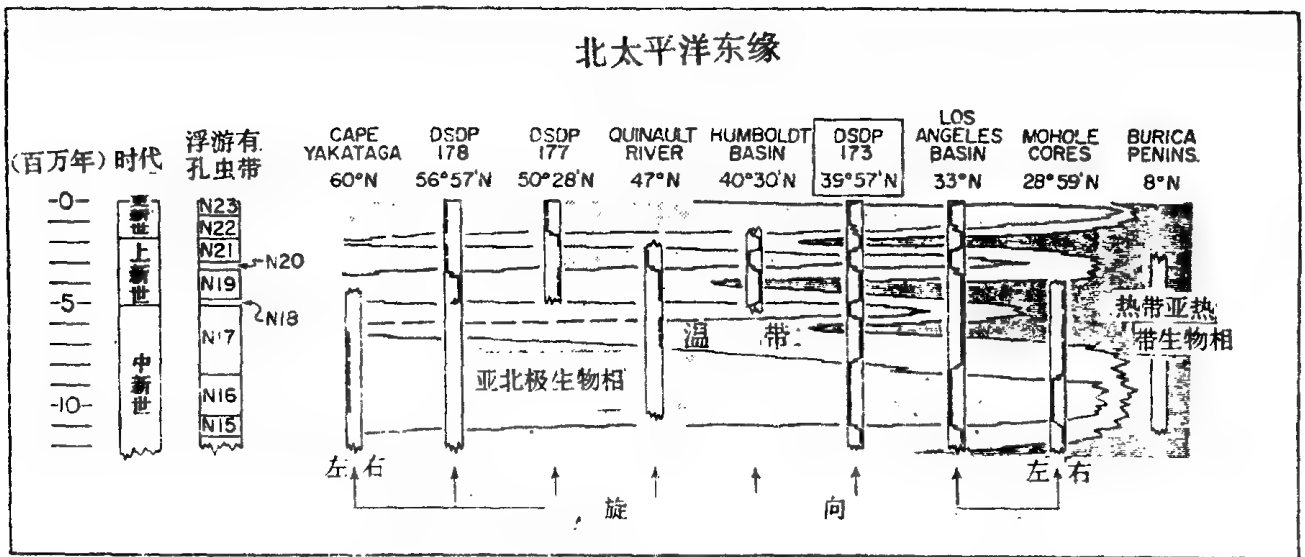 北太平洋东缘
(百万年) 时代 浮游有孔虫带
CAPE YAKATAGA 60°N
DSDP 178 56°57'N
DSDP 177 50°28'N
QUINAULT RIVER 47°N
HUMBOLDT BASIN 40°30'N
DSDP 173 39°57'N
LOS ANGELES BASIN 33°N
MOHOLE CORES 28°59'N
BURICA PENINS. 8°N
-0-
-5-
-10-
更新世
上新世
中新世
N23
N22
N21
N20
N19
N18
N17
N16
N15
温 带
亚北极生物相
热带亚热
带生物相
左 右
左 右
旋 向